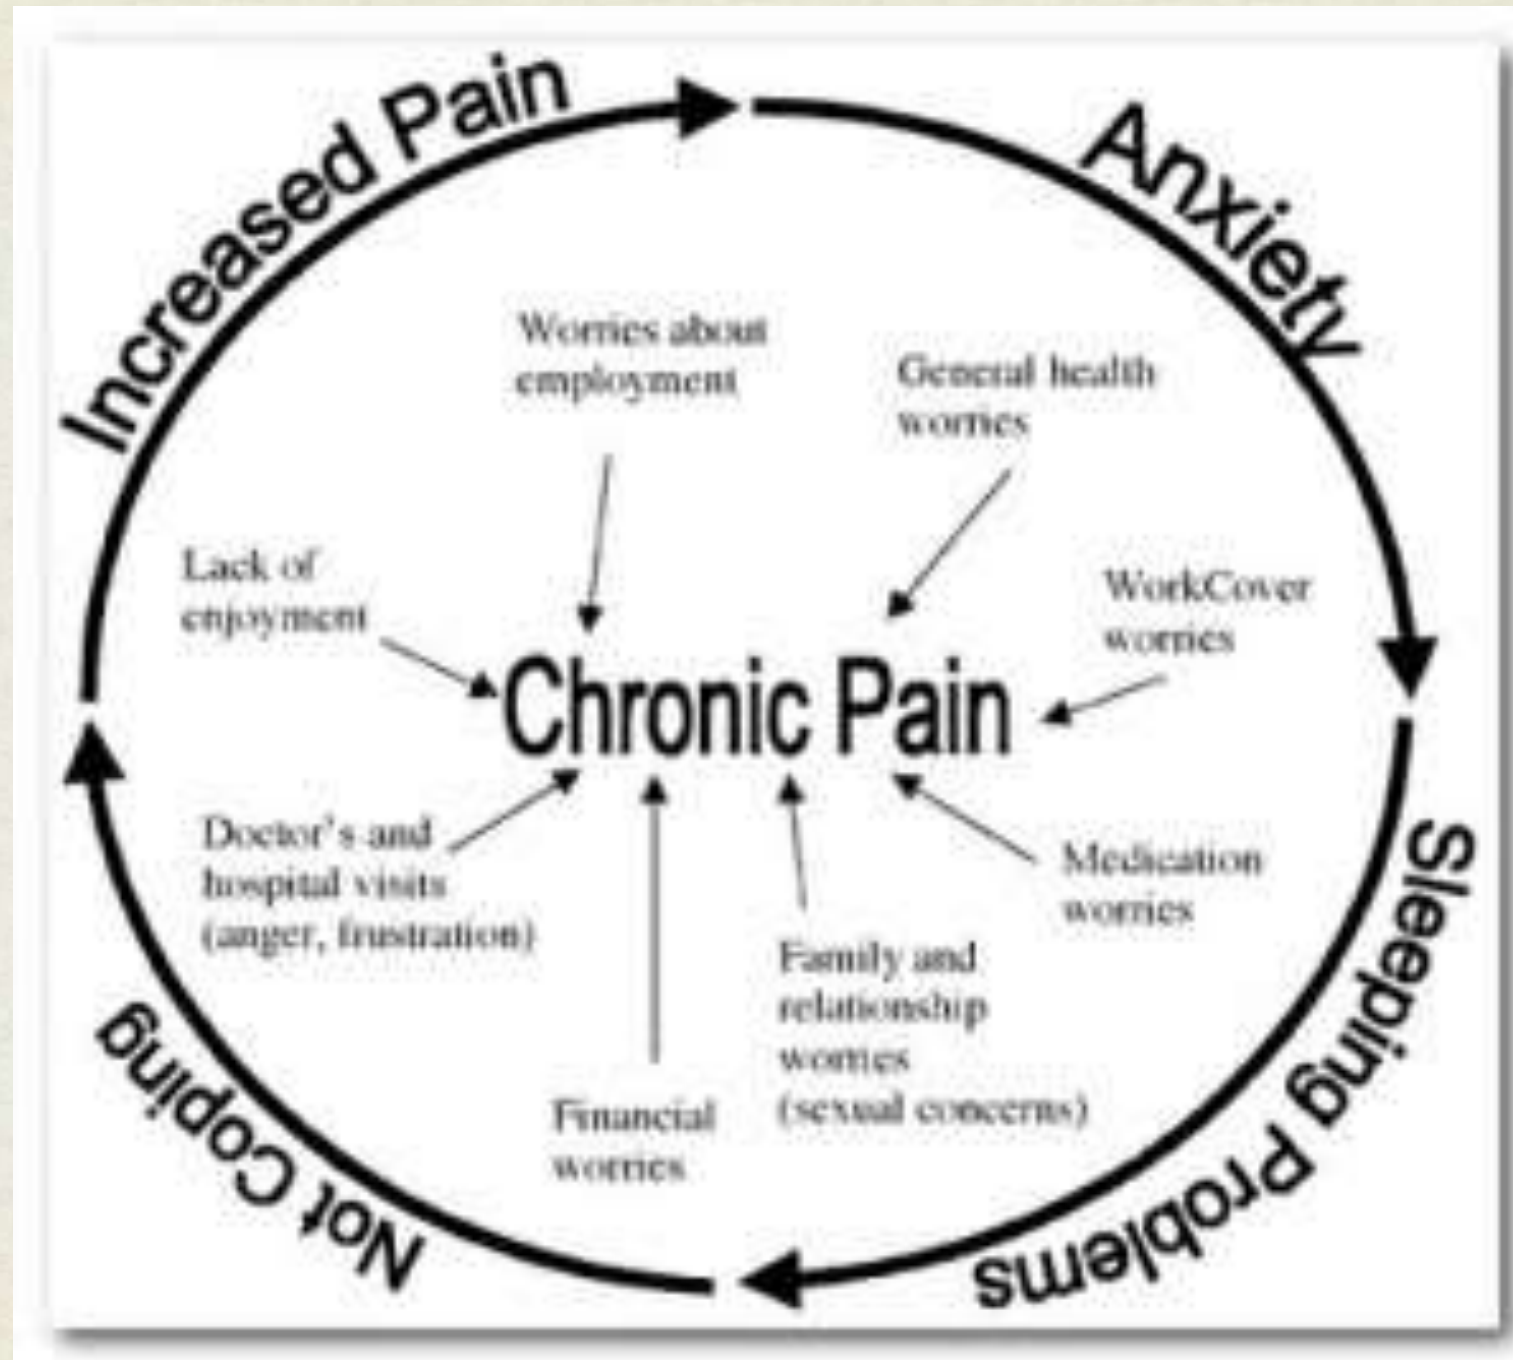 Increased Pain
Anxiety
Worries about
employment
General health
worries
Lack of
enjoyment
WorkCover
worries
Chronic Pain
Doctor's and
hospital visits
(anger, frustration)
Medication
worries
Family and
relationship
worries
(sexual concerns)
Financial
worries
Sleeping Problems
Not Coping